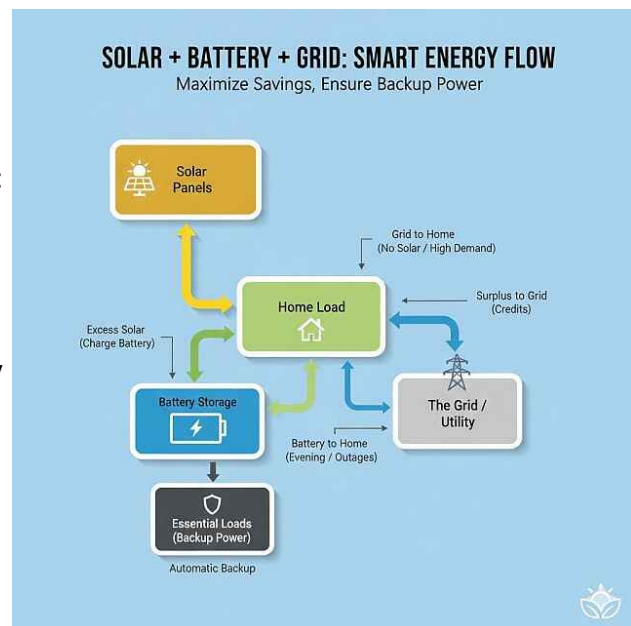 SOLAR + BATTERY + GRID: SMART ENERGY FLOW
Maximize Savings, Ensure Backup Power
Solar
Panels
Grid to Home
(No Solar / High Demand)
Home Load
Surplus to Grid
(Credits)
Excess Solar
(Charge Battery)
Battery Storage
The Grid /
Utility
Battery to Home
(Evening / Outages)
Essential Loads
(Backup Power)
Automatic Backup